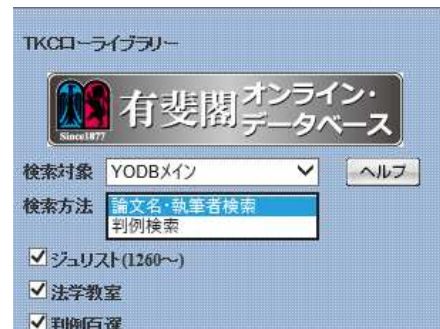 TKCローライブラリー
有斐閣 オンライン・データベース
Since1877
検索対象 YODBメイン ヘルプ
検索方法 論文名・執筆者検索
判例検索
ジュリスト(1260～)
法学教室
判例百選